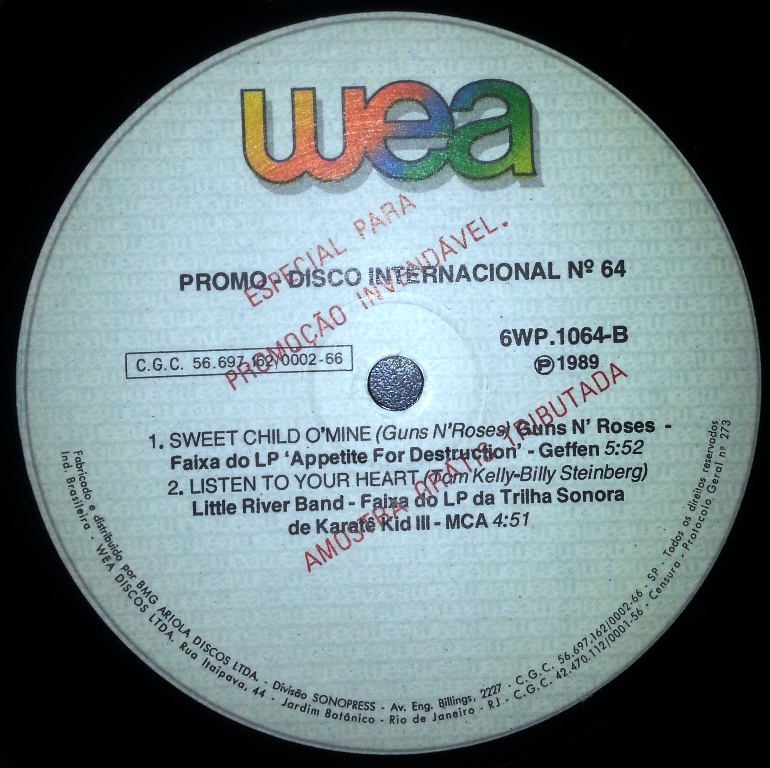 wea
ESPECIAL PARA
PROMOÇÃO INVENDÁVEL.
PROMO - DISCO INTERNACIONAL Nº 64
6WP.1064-B
C.G.C. 56.697.162/0002-66
℗ 1989
1. SWEET CHILD O'MINE (Guns N'Roses) Guns N' Roses -
Faixa do LP 'Appetite For Destruction' - Geffen 5:52
2. LISTEN TO YOUR HEART (Tom Kelly-Billy Steinberg)
Little River Band - Faixa do LP da Trilha Sonora
de Karatê Kid III - MCA 4:51
AMOSTRA GRÁTIS TRIBUTADA
Fabricado e distribuido por BMG ARIOLA DISCOS LTDA. - Divisão SONOPRESS - Av. Eng. Billings, 2227 - C.G.C. 56.697.162/0002-66 - SP - Todos os direitos reservados
Ind. Brasileira - WEA DISCOS LTDA. Rua Itaipava, 44 - Jardim Botânico - Rio de Janeiro - RJ - C.G.C. 42.470.112/0001-56 - Censura - Protocolo Geral nº 273